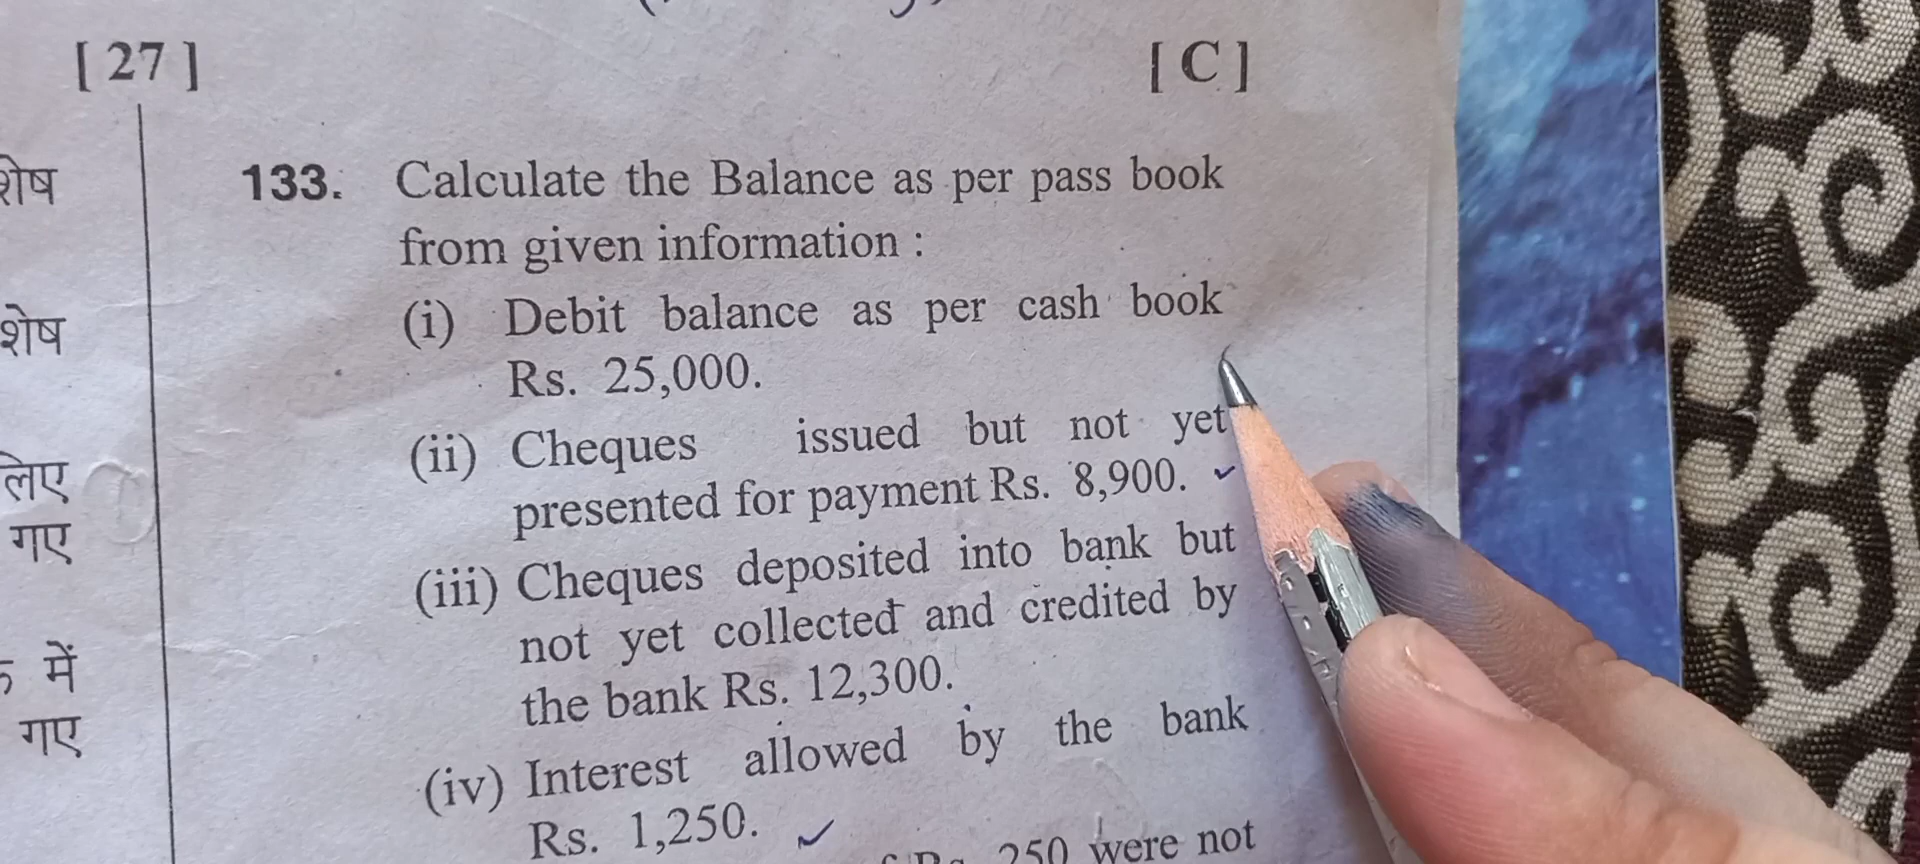 [ 27 ]
[ C ]
शेष
शेष
लिए
गए
में
गए
133. Calculate the Balance as per pass book
from given information :
(i) Debit balance as per cash book
Rs. 25,000.
(ii) Cheques issued but not yet
presented for payment Rs. 8,900.
(iii) Cheques deposited into bank but
not yet collected and credited by
the bank Rs. 12,300.
(iv) Interest allowed by the bank
Rs. 1,250.
250 were not